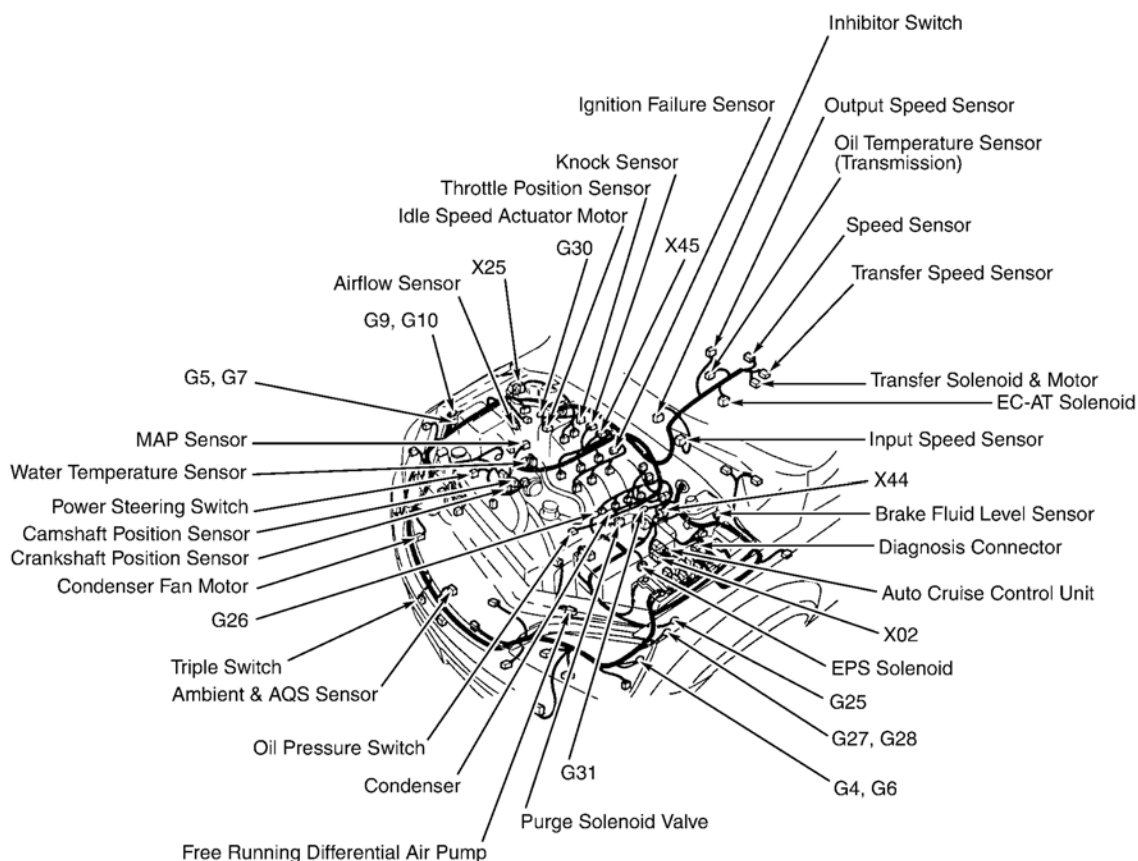 Inhibitor Switch
Ignition Failure Sensor
Output Speed Sensor
Oil Temperature Sensor
(Transmission)
Knock Sensor
Throttle Position Sensor
Idle Speed Actuator Motor
Speed Sensor
G30
X45
X25
Transfer Speed Sensor
Airflow Sensor
G9, G10
G5, G7
Transfer Solenoid & Motor
EC-AT Solenoid
MAP Sensor
Input Speed Sensor
Water Temperature Sensor
X44
Power Steering Switch
Brake Fluid Level Sensor
Camshaft Position Sensor
Diagnosis Connector
Crankshaft Position Sensor
Condenser Fan Motor
Auto Cruise Control Unit
G26
X02
Triple Switch
EPS Solenoid
Ambient & AQS Sensor
G25
Oil Pressure Switch
G27, G28
G31
Condenser
G4, G6
Purge Solenoid Valve
Free Running Differential Air Pump